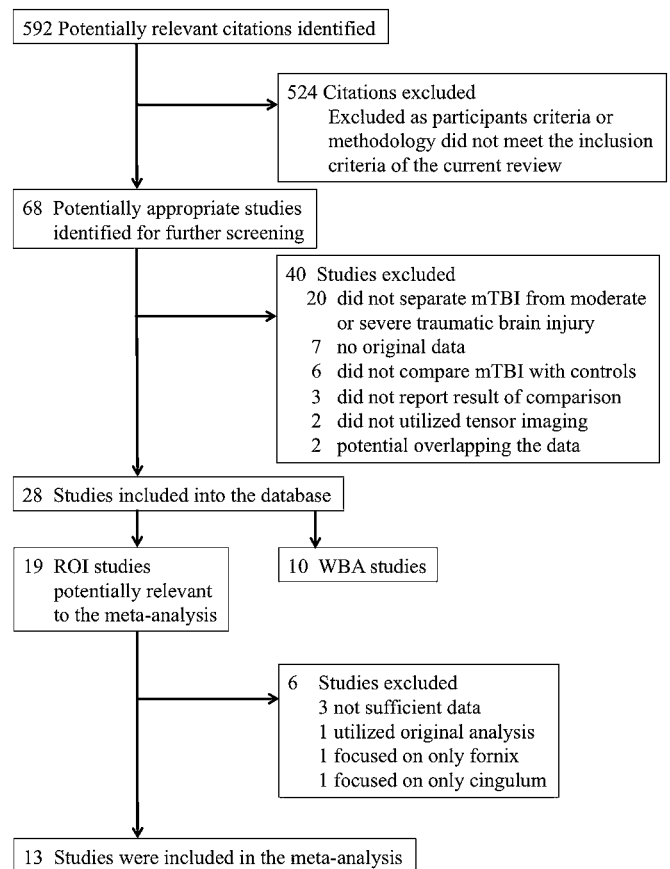 592 Potentially relevant citations identified
524 Citations excluded
Excluded as participants criteria or
methodology did not meet the inclusion
criteria of the current review
68 Potentially appropriate studies
identified for further screening
40 Studies excluded
20 did not separate mTBI from moderate
or severe traumatic brain injury
7 no original data
6 did not compare mTBI with controls
3 did not report result of comparison
2 did not utilized tensor imaging
2 potential overlapping the data
28 Studies included into the database
19 ROI studies
potentially relevant
to the meta-analysis
10 WBA studies
6 Studies excluded
3 not sufficient data
1 utilized original analysis
1 focused on only fornix
1 focused on only cingulum
13 Studies were included in the meta-analysis